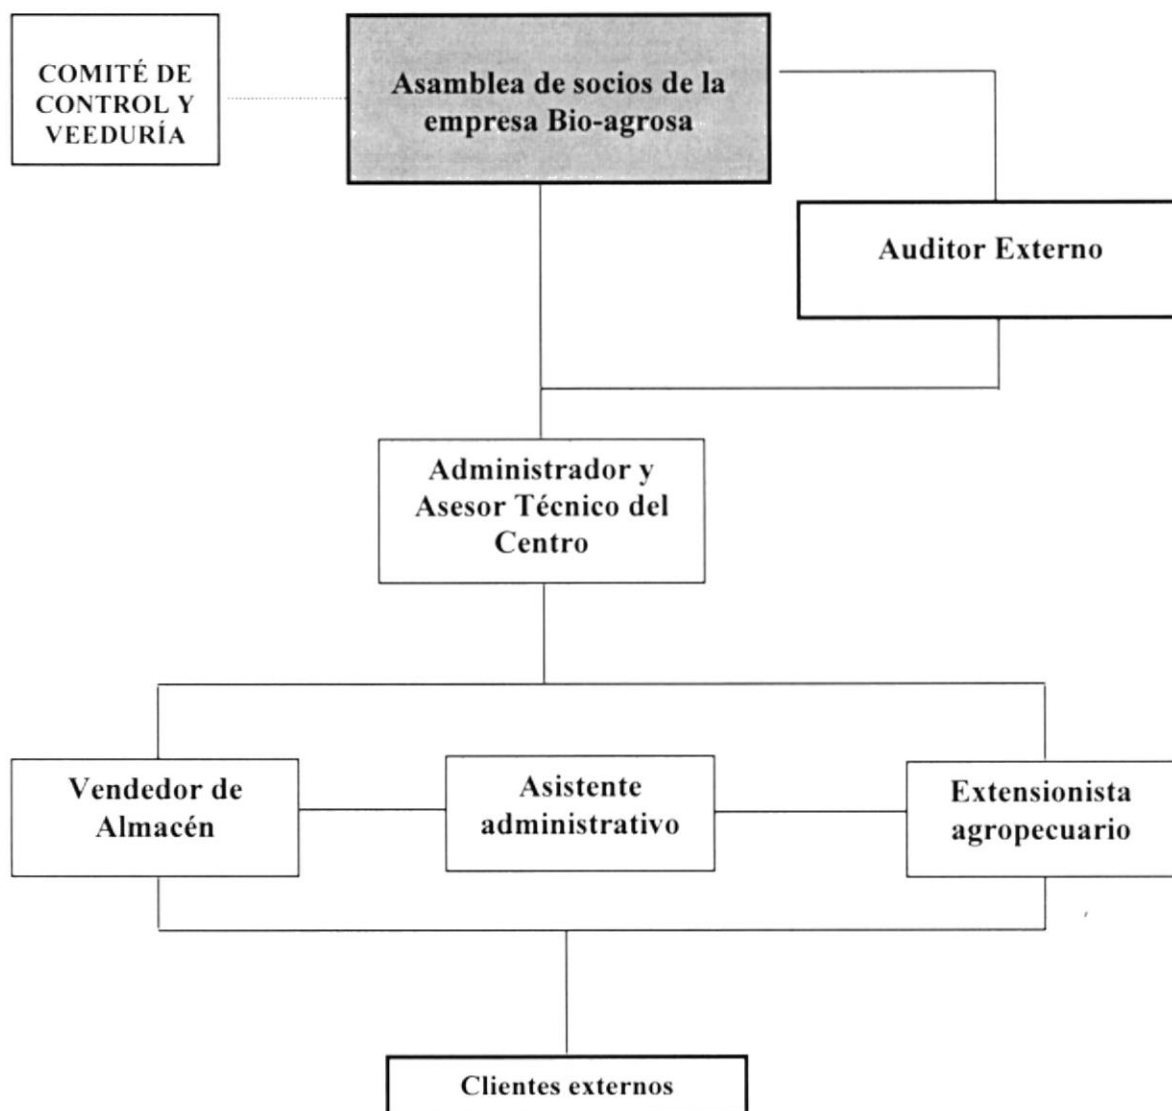 COMITÉ DE
CONTROL Y
VEEDURÍA
Asamblea de socios de la
empresa Bio-agrosa
Auditor Externo
Administrador y
Asesor Técnico del
Centro
Vendedor de
Almacén
Asistente
administrativo
Extensionista
agropecuario
Clientes externos